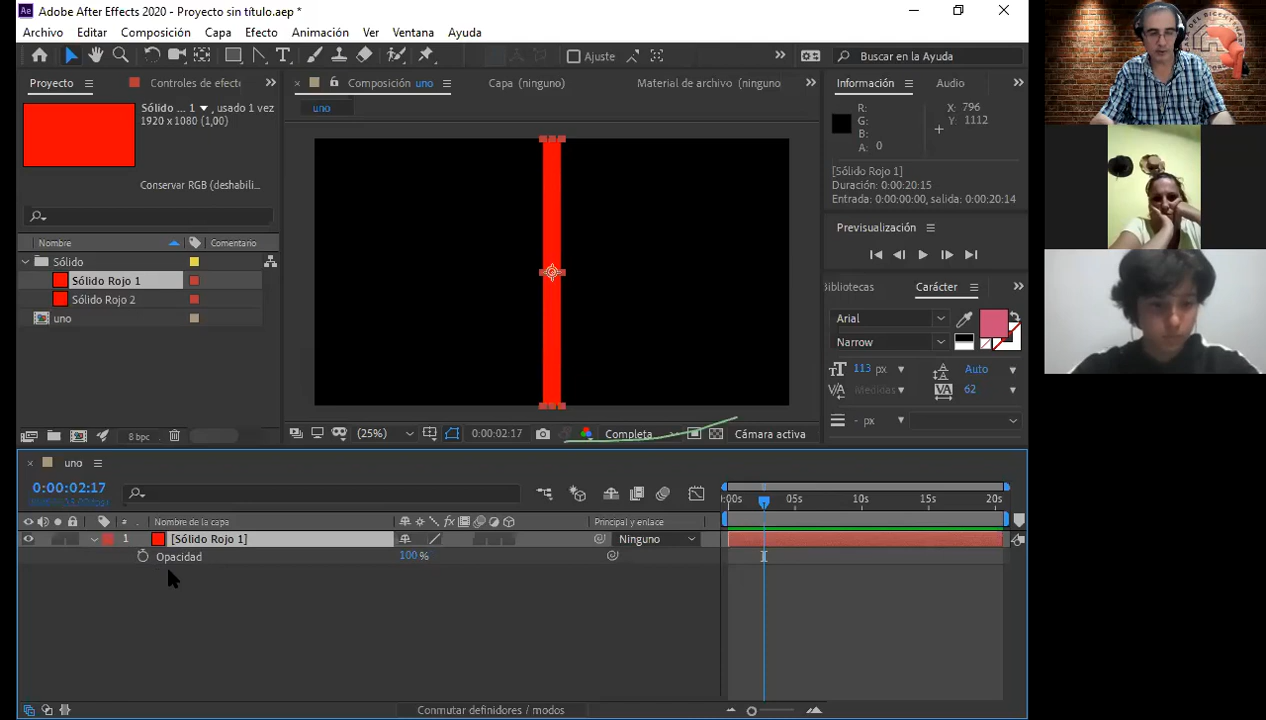 Adobe After Effects 2020 - Proyecto sin título.aep *
Archivo Editar Composición Capa Efecto Animación Ver Ventana Ayuda
Ajuste
Buscar en la Ayuda
Proyecto
Controles de efecto
Sólido ... 1 , usado 1 vez
1920 x 1080 (1,00)
Conservar RGB (deshabili...
Nombre
Comentario
Sólido
Sólido Rojo 1
Sólido Rojo 2
uno
8 bpc
Composición uno
Capa (ninguno)
Material de archivo (ninguno
uno
(25%)
0:00:02:17
Completa
Cámara activa
Información
Audio
R:
G:
B:
A: 0
X: 796
Y: 1112
[Sólido Rojo 1]
Duración: 0:00:20:15
Entrada: 0:00:00:00, salida: 0:00:20:14
Previsualización
Bibliotecas
Carácter
Arial
Narrow
113 px
Auto
Medidas
62
- px
uno
0:00:02:17
Nombre de la capa
Principal y enlace
:00s 05s 10s 15s 20s
1 [Sólido Rojo 1]
Ninguno
Opacidad
100 %
Conmutar definidores / modos